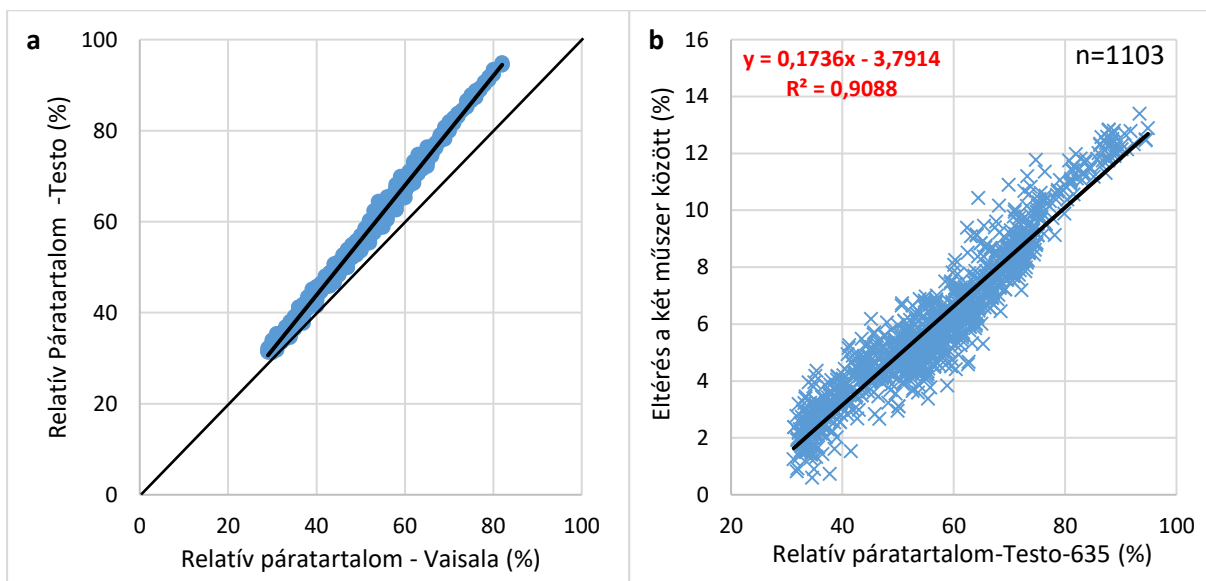 a
Relatív Páratartalom -Testo (%)
100
80
60
40
20
0
0 20 40 60 80 100
Relatív páratartalom - Vaisala (%)
b
Eltérés a két műszer között (%)
y = 0,1736x - 3,7914
R² = 0,9088
n=1103
16
14
12
10
8
6
4
2
0
20 40 60 80 100
Relatív páratartalom-Testo-635 (%)